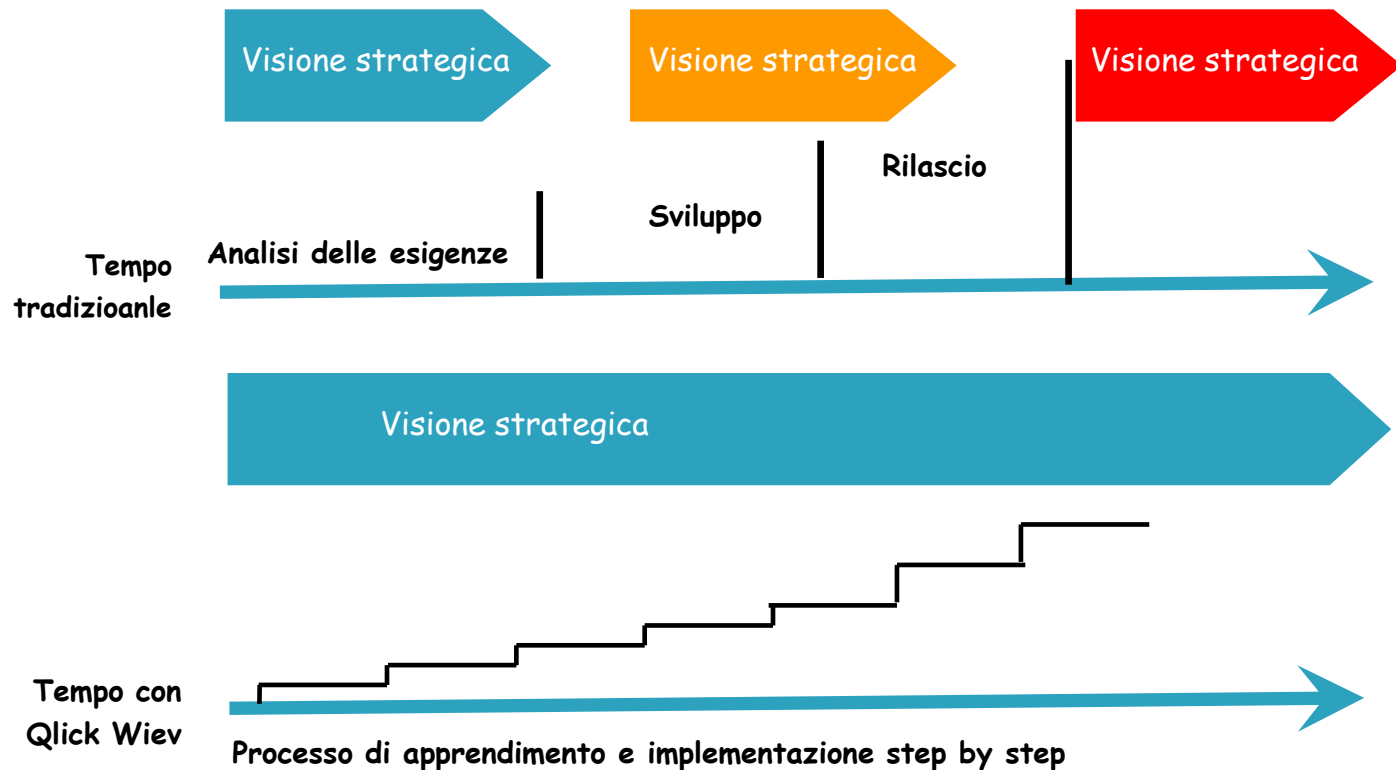 Visione strategica
Visione strategica
Visione strategica
Rilascio
Sviluppo
Analisi delle esigenze
Tempo
tradizioanle
Visione strategica
Tempo con
Qlick Wiev
Processo di apprendimento e implementazione step by step